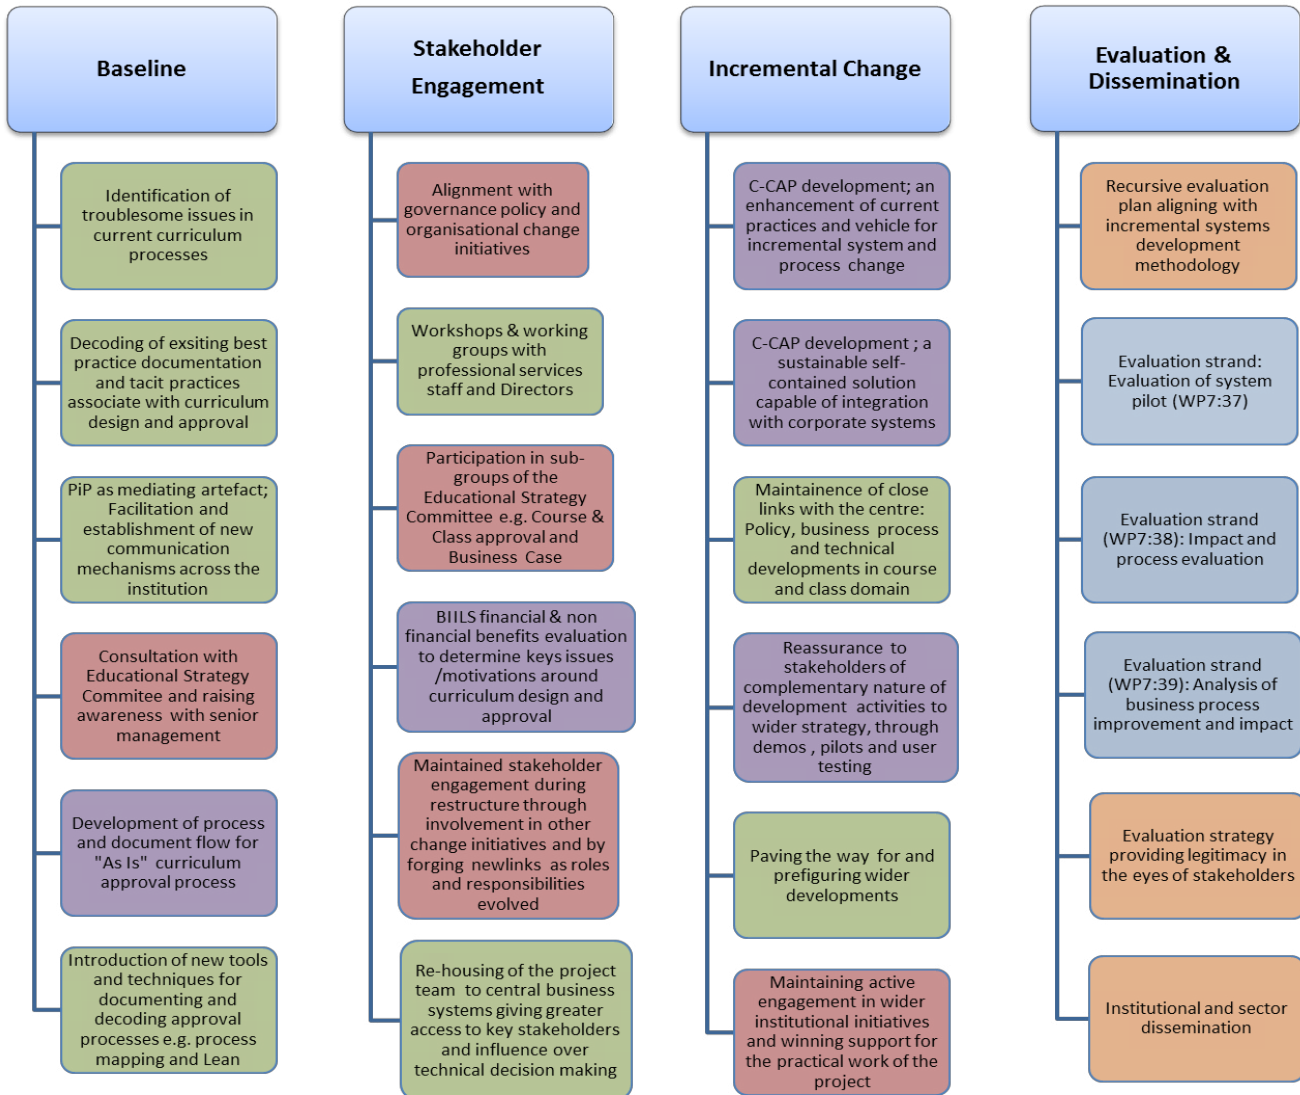 Baseline
Identification of
troublesome issues in
current curriculum
processes
Decoding of exsiting best
practice documentation
and tacit practices
associate with curriculum
design and approval
PiP as mediating artefact;
Facilitation and
establishment of new
communication
mechanisms across the
institution
Consultation with
Educational Strategy
Commitee and raising
awareness with senior
management
Development of process
and document flow for
"As Is" curriculum
approval process
Introduction of new tools
and techniques for
documenting and
decoding approval
processes e.g. process
mapping and Lean
Stakeholder
Engagement
Alignment with
governance policy and
organisational change
initiatives
Workshops & working
groups with
professional services
staff and Directors
Participation in sub-
groups of the
Educational Strategy
Committee e.g. Course &
Class approval and
Business Case
BIILS financial & non
financial benefits evaluation
to determine keys issues
/motivations around
curriculum design and
approval
Maintained stakeholder
engagement during
restructure through
involvement in other
change initiatives and by
forging newlinks as roles
and responsibilities
evolved
Re-housing of the project
team to central business
systems giving greater
access to key stakeholders
and influence over
technical decision making
Incremental Change
C-CAP development; an
enhancement of current
practices and vehicle for
incremental system and
process change
C-CAP development ; a
sustainable self-
contained solution
capable of integration
with corporate systems
Maintainence of close
links with the centre:
Policy, business process
and technical
developments in course
and class domain
Reassurance to
stakeholders of
complementary nature of
development activities to
wider strategy, through
demos , pilots and user
testing
Paving the way for and
prefiguring wider
developments
Maintaining active
engagement in wider
institutional initiatives
and winning support for
the practical work of the
project
Evaluation &
Dissemination
Recursive evaluation
plan aligning with
incremental systems
development
methodology
Evaluation strand:
Evaluation of system
pilot (WP7:37)
Evaluation strand
(WP7:38): Impact and
process evaluation
Evaluation strand
(WP7:39): Analysis of
business process
improvement and impact
Evaluation strategy
providing legitimacy in
the eyes of stakeholders
Institutional and sector
dissemination